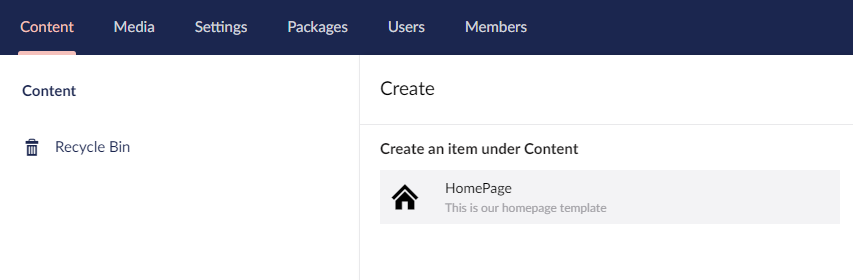 Content Media Settings Packages Users Members
Content
Recycle Bin
Create
Create an item under Content
HomePage
This is our homepage template